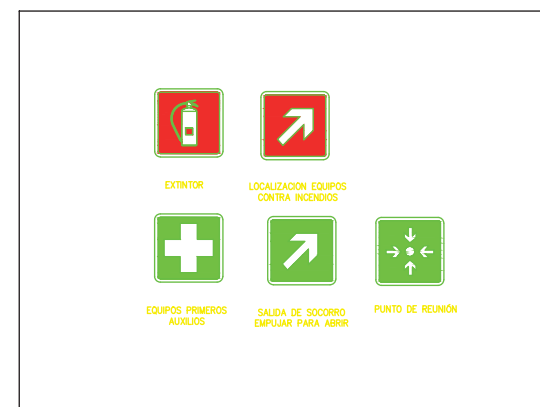 EXTINTOR
LOCALIZACION EQUIPOS
CONTRA INCENDIOS
EQUIPOS PRIMEROS
AUXILIOS
SALIDA DE SOCORRO
EMPUJAR PARA ABRIR
PUNTO DE REUNIÓN